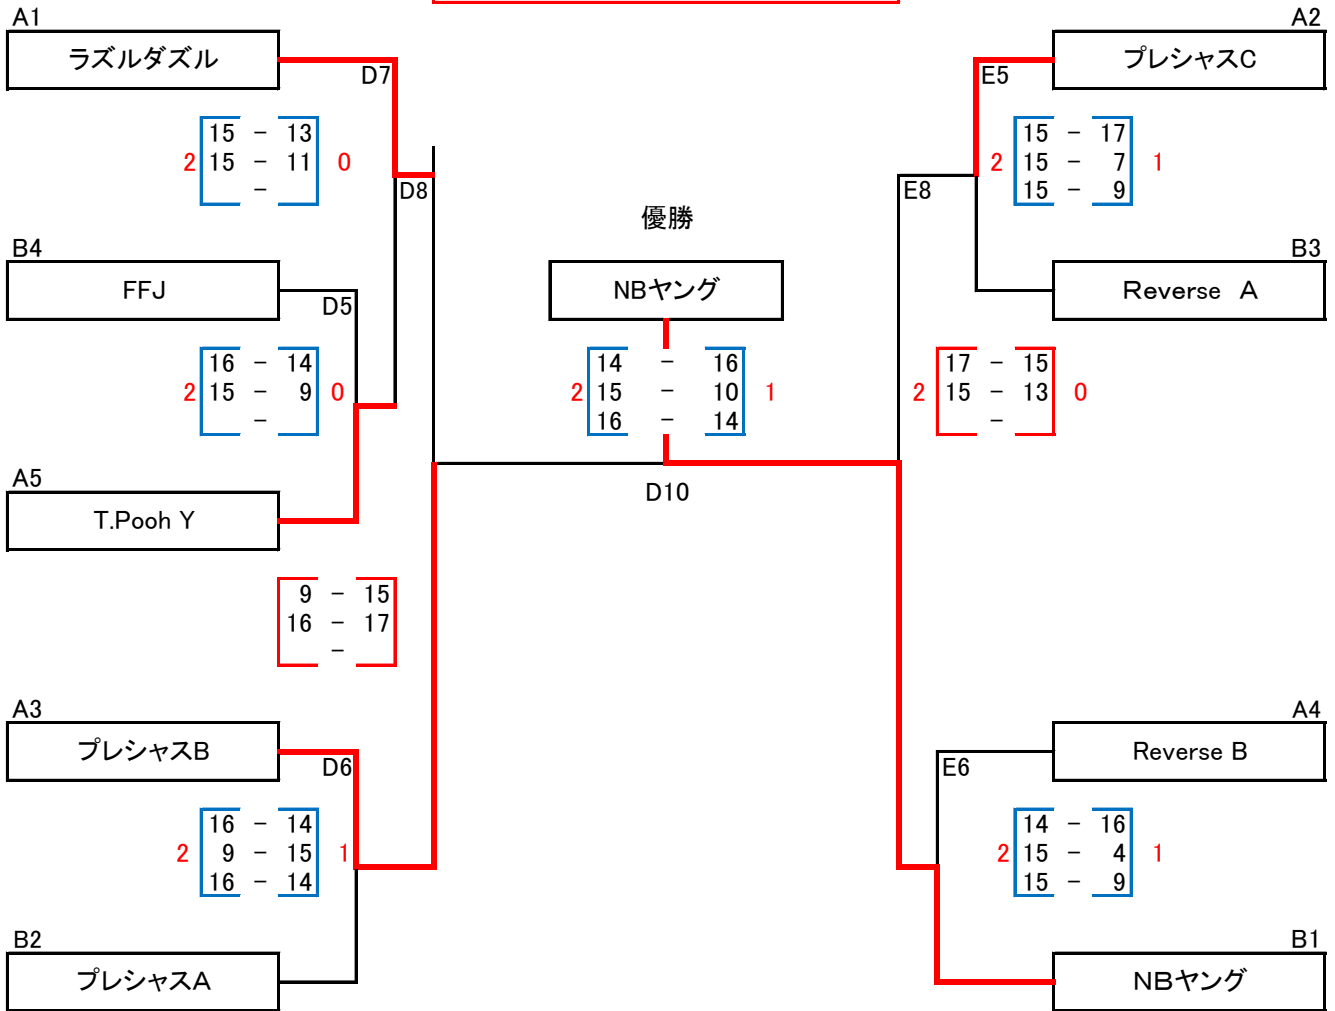 A1
A2
ラズルダズル
プレシャスC
D7
E5
15 - 13
2 15 - 11 0
-
15 - 17
2 15 - 7 1
15 - 9
D8
E8
優勝
B4
B3
FFJ
NBヤング
Reverse A
D5
16 - 14
2 15 - 9 0
-
14 - 16
2 15 - 10 1
16 - 14
17 - 15
2 15 - 13 0
-
A5
D10
T.Pooh Y
9 - 15
16 - 17
-
A3
A4
プレシャスB
Reverse B
D6
E6
16 - 14
2 9 - 15 1
16 - 14
14 - 16
2 15 - 4 1
15 - 9
B2
B1
プレシャスA
NBヤング